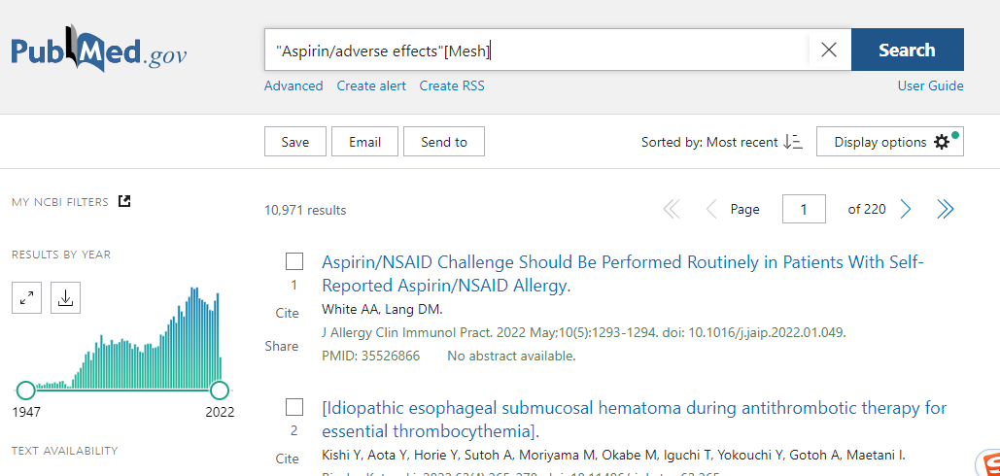 PubMed.gov
"Aspirin/adverse effects"[Mesh]
Search
Advanced Create alert Create RSS
User Guide
Save Email Send to
Sorted by: Most recent
Display options
MY NCBI FILTERS
10,971 results
Page 1 of 220
RESULTS BY YEAR
1947 2022
TEXT AVAILABILITY
1
Cite
Share
Aspirin/NSAID Challenge Should Be Performed Routinely in Patients With Self-
Reported Aspirin/NSAID Allergy.
White AA, Lang DM.
J Allergy Clin Immunol Pract. 2022 May;10(5):1293-1294. doi: 10.1016/j.jaip.2022.01.049.
PMID: 35526866 No abstract available.
2
Cite
[Idiopathic esophageal submucosal hematoma during antithrombotic therapy for
essential thrombocythemia].
Kishi Y, Aota Y, Horie Y, Sutoh A, Moriyama M, Okabe M, Iguchi T, Yokouchi Y, Gotoh A, Maetani I.